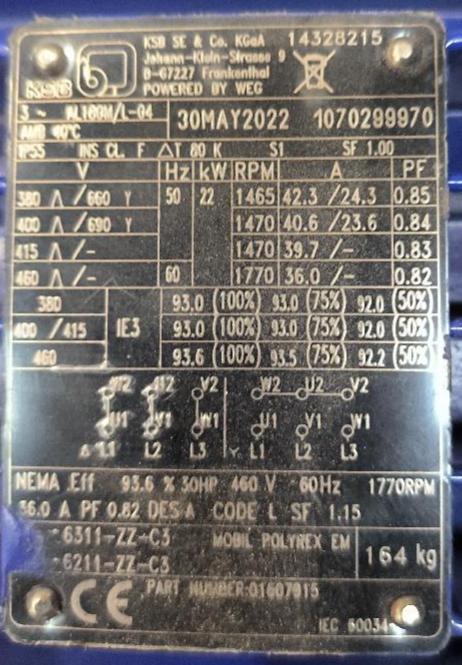 KSB
KSB SE & Co. KGaA 14328215
Johann-Klein-Strasse 9
D-67227 Frankenthal
POWERED BY WEG
3 ~ AL180M/L-04 30MAY2022 1070299970
AMB 40°C
IP55 INS CL. F ΔT 80 K S1 SF 1.00
V Hz kW RPM A PF
380 Δ /660 Y 50 22 1465 42.3 /24.3 0.85
400 Δ /690 Y 1470 40.6 /23.6 0.84
415 Δ /- 1470 39.7 /- 0.83
460 Δ /- 60 1770 36.0 /- 0.82
380 93.0 (100%) 93.0 (75%) 92.0 (50%)
400 /415 IE3 93.0 (100%) 93.0 (75%) 92.0 (50%)
460 93.6 (100%) 93.5 (75%) 92.2 (50%)
W2 U2 V2 W2 U2 V2
U1 V1 W1 U1 V1 W1
Δ L1 L2 L3 Y L1 L2 L3
NEMA Eff 93.6 % 30HP 460 V 60Hz 1770RPM
36.0 A PF 0.82 DES A CODE L SF 1.15
6311-ZZ-C3 MOBIL POLYREX EM
6211-ZZ-C3 164 kg
CE PART NUMBER:01607915
IEC 60034-